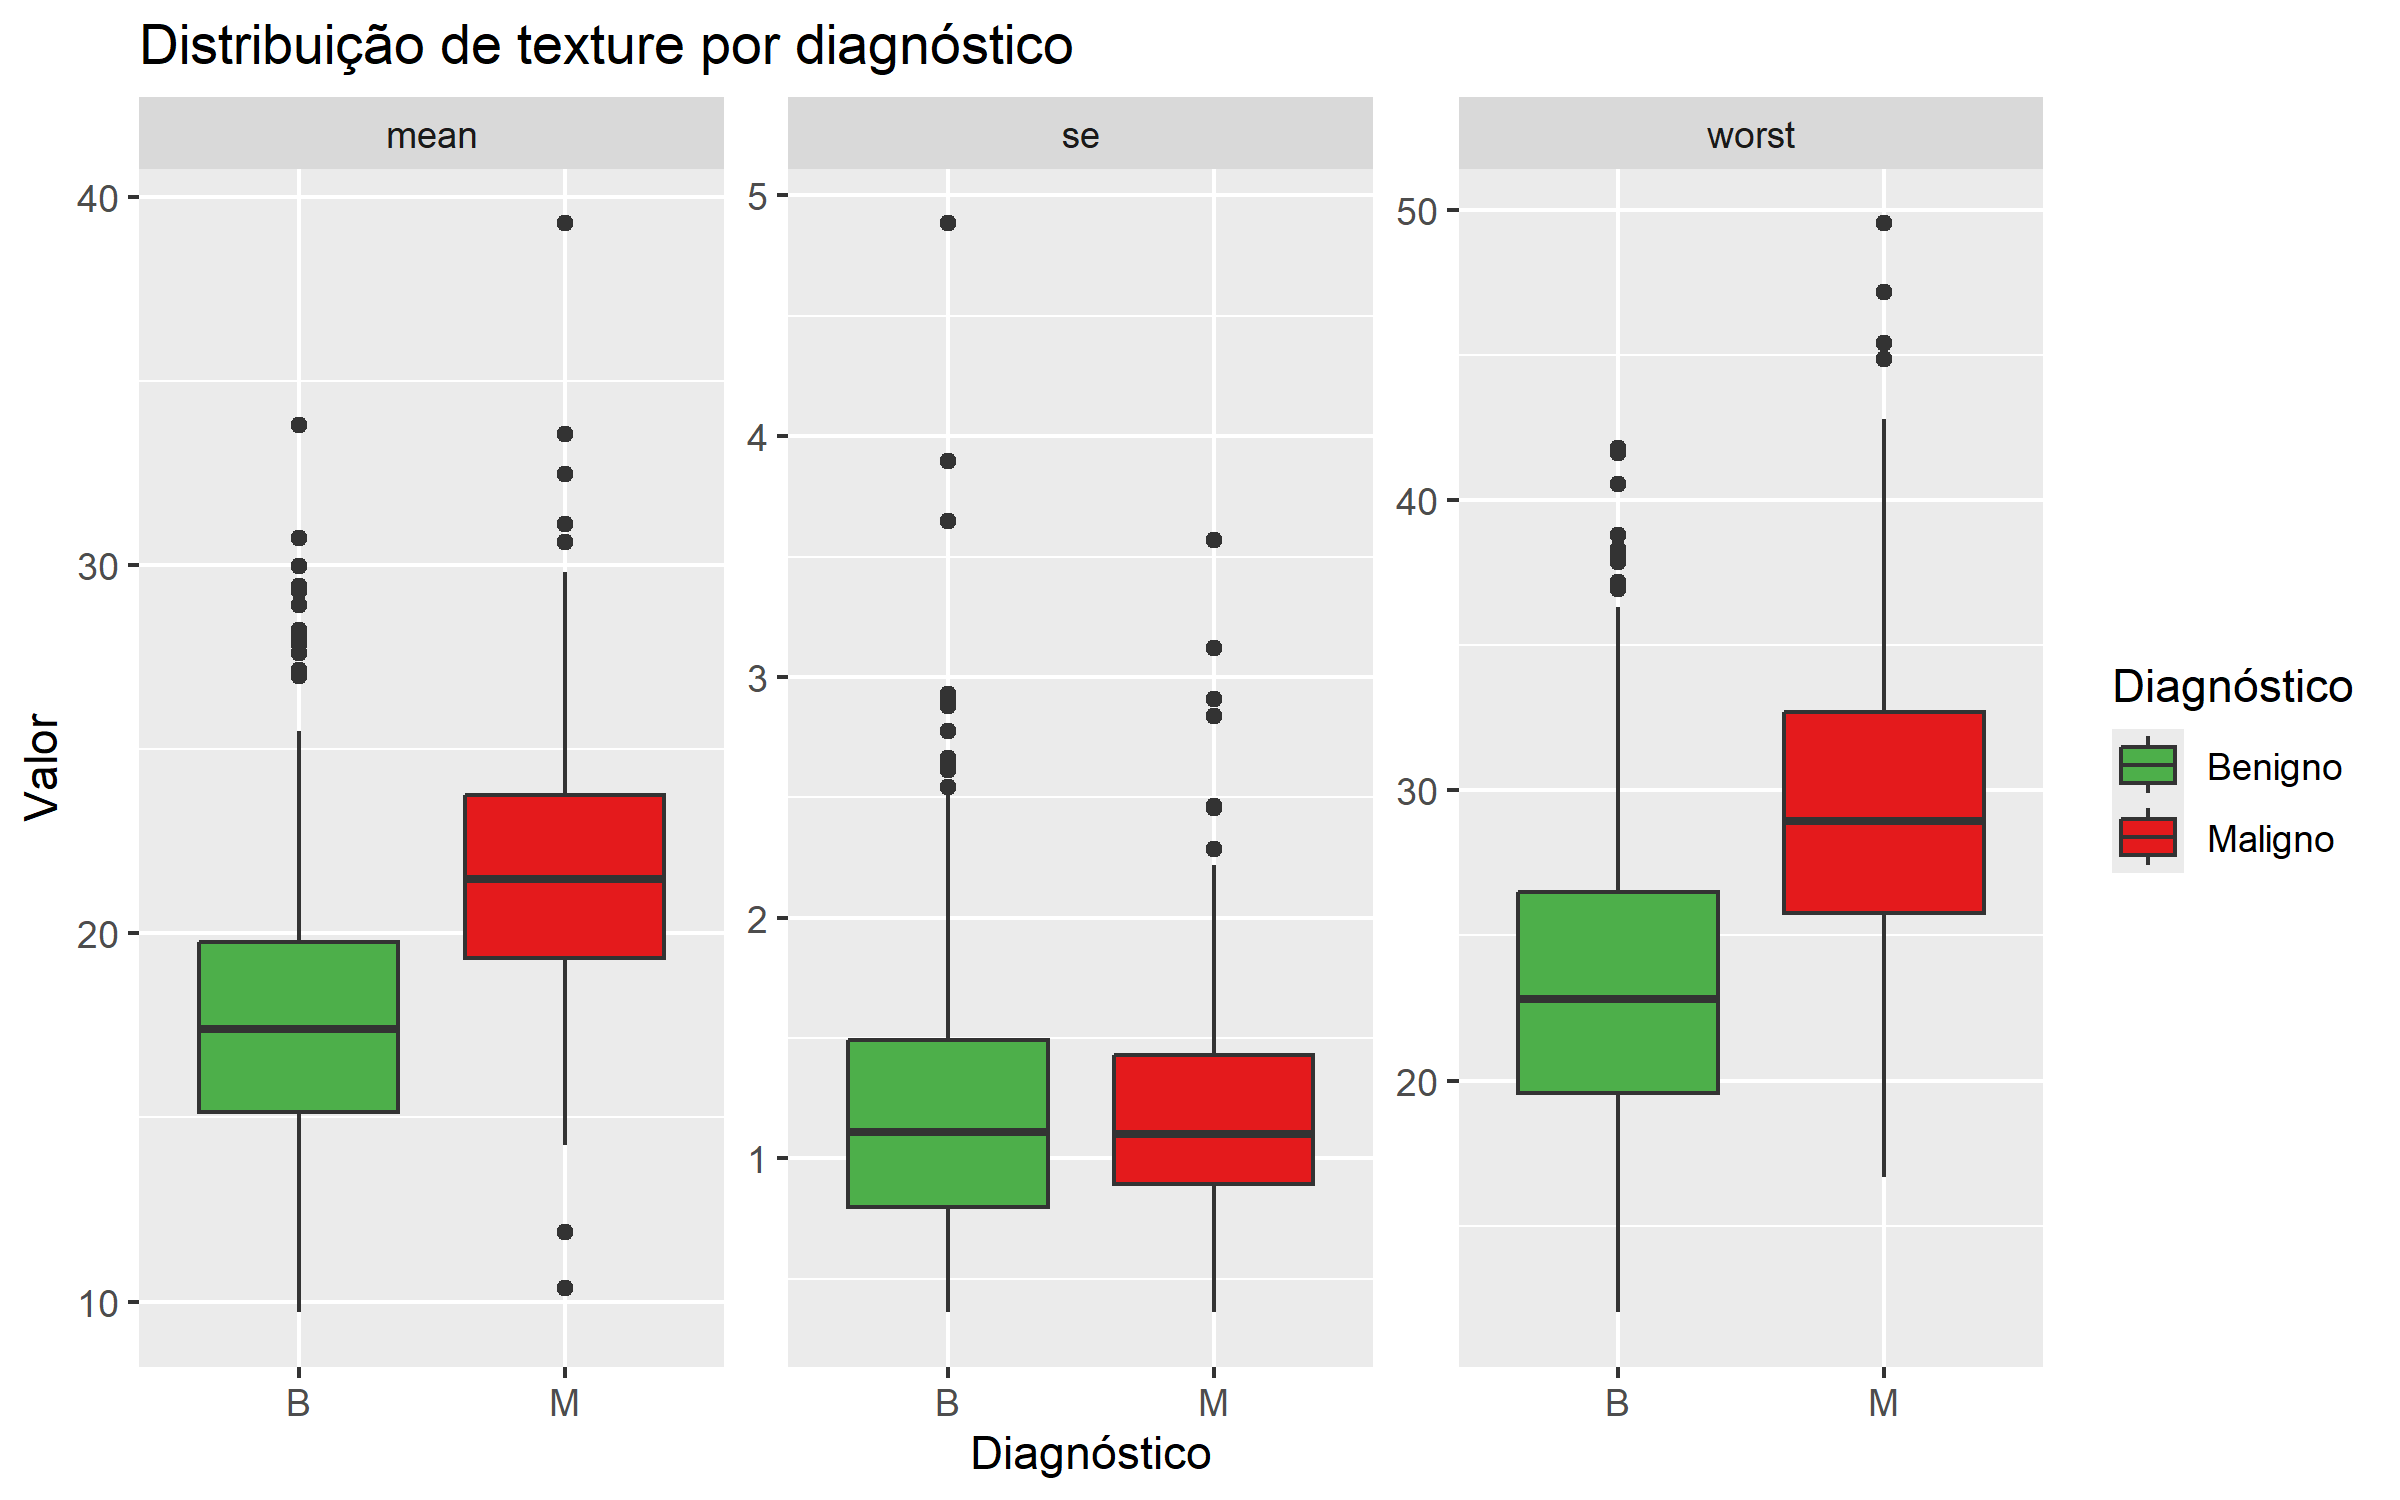 Distribuição de texture por diagnóstico
mean
se
worst
Valor
40
30
20
10
5
4
3
2
1
50
40
30
20
B
M
B
M
B
M
Diagnóstico
Diagnóstico
Benigno
Maligno